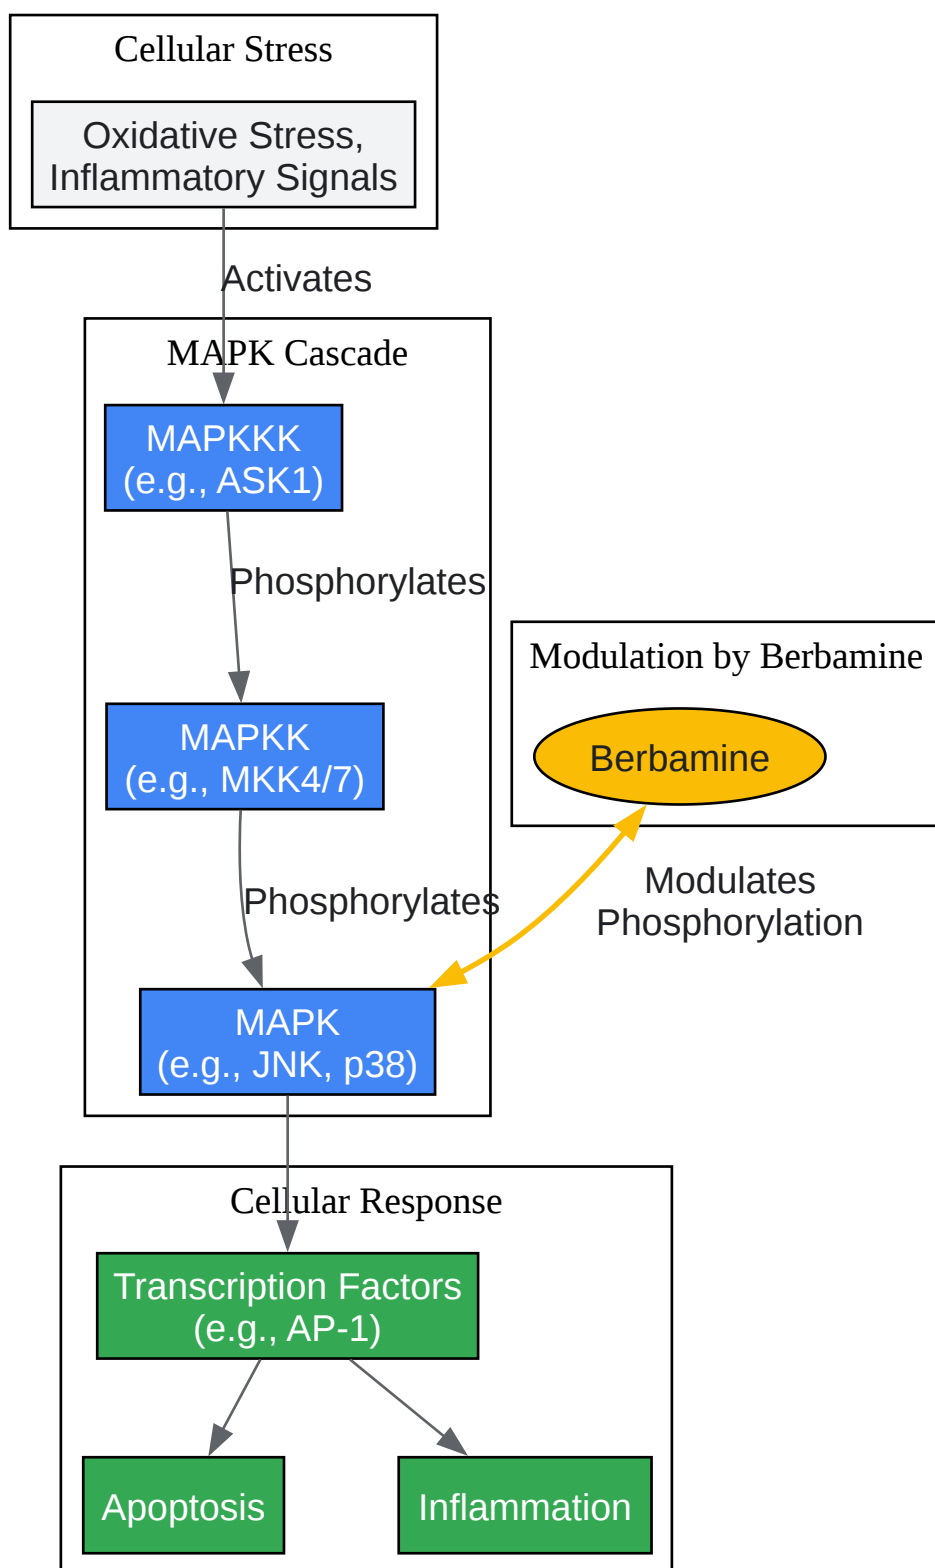 Cellular Stress
Oxidative Stress,
Inflammatory Signals
Activates
MAPK Cascade
MAPKKK
(e.g., ASK1)
Phosphorylates
MAPKK
(e.g., MKK4/7)
Modulation by Berbamine
Berbamine
Phosphorylates
Modulates
Phosphorylation
MAPK
(e.g., JNK, p38)
Cellular Response
Transcription Factors
(e.g., AP-1)
Apoptosis
Inflammation